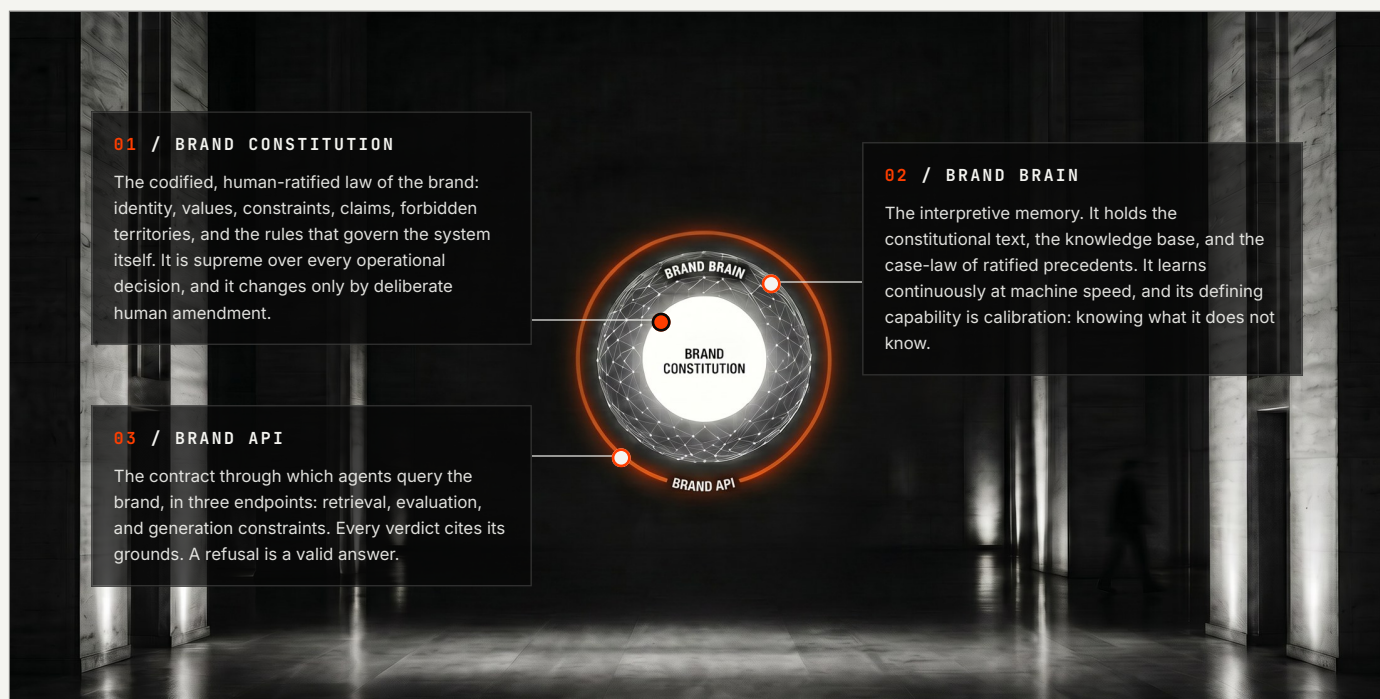 01 / BRAND CONSTITUTION
The codified, human-ratified law of the brand:
identity, values, constraints, claims, forbidden
territories, and the rules that govern the system
itself. It is supreme over every operational
decision, and it changes only by deliberate
human amendment.
02 / BRAND BRAIN
The interpretive memory. It holds the
constitutional text, the knowledge base, and the
case-law of ratified precedents. It learns
continuously at machine speed, and its defining
capability is calibration: knowing what it does not
know.
BRAND BRAIN
BRAND
CONSTITUTION
BRAND API
03 / BRAND API
The contract through which agents query the
brand, in three endpoints: retrieval, evaluation,
and generation constraints. Every verdict cites its
grounds. A refusal is a valid answer.